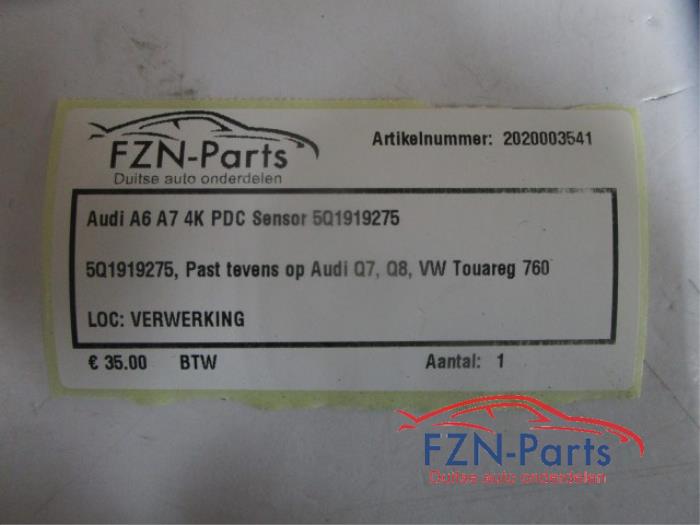 FZN-Parts
Duitse auto onderdelen
Artikelnummer: 2020003541
Audi A6 A7 4K PDC Sensor 5Q1919275
5Q1919275, Past tevens op Audi Q7, Q8, VW Touareg 760
LOC: VERWERKING
€ 35.00 BTW Aantal: 1
FZN-Parts
Duitse auto onderdelen